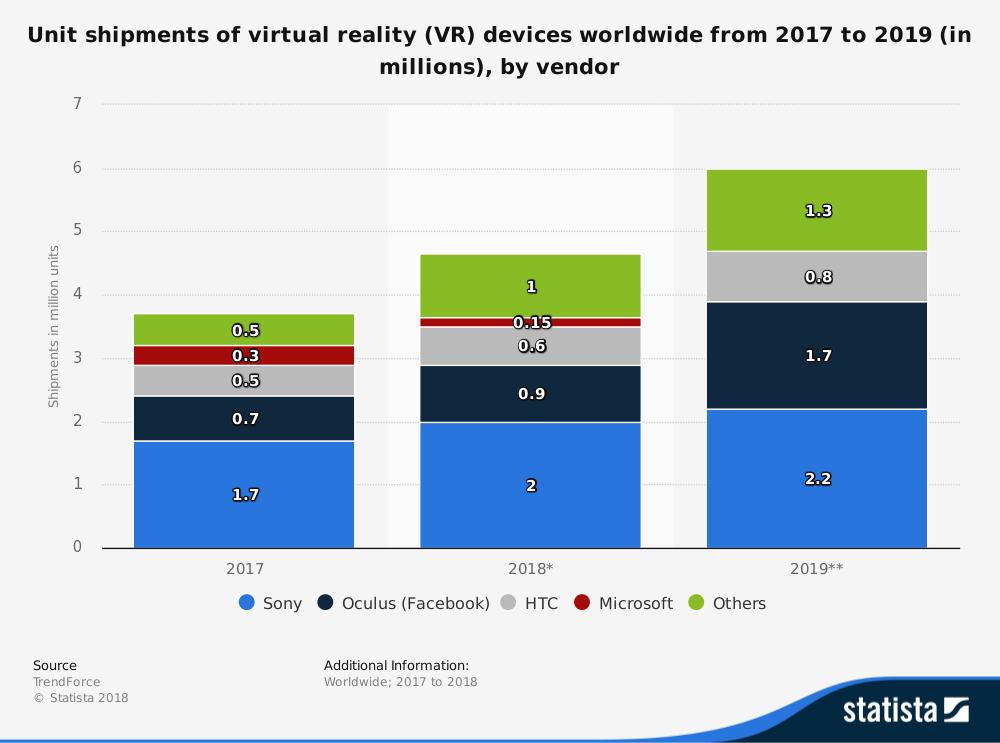 Unit shipments of virtual reality (VR) devices worldwide from 2017 to 2019 (in
millions), by vendor
Shipments in million units
7
6
5
4
3
2
1
0
0.5
0.3
0.5
0.7
1.7
1
0.15
0.6
0.9
2
1.3
0.8
1.7
2.2
2017 2018* 2019**
Sony Oculus (Facebook) HTC Microsoft Others
Source
TrendForce
© Statista 2018
Additional Information:
Worldwide; 2017 to 2018
statista